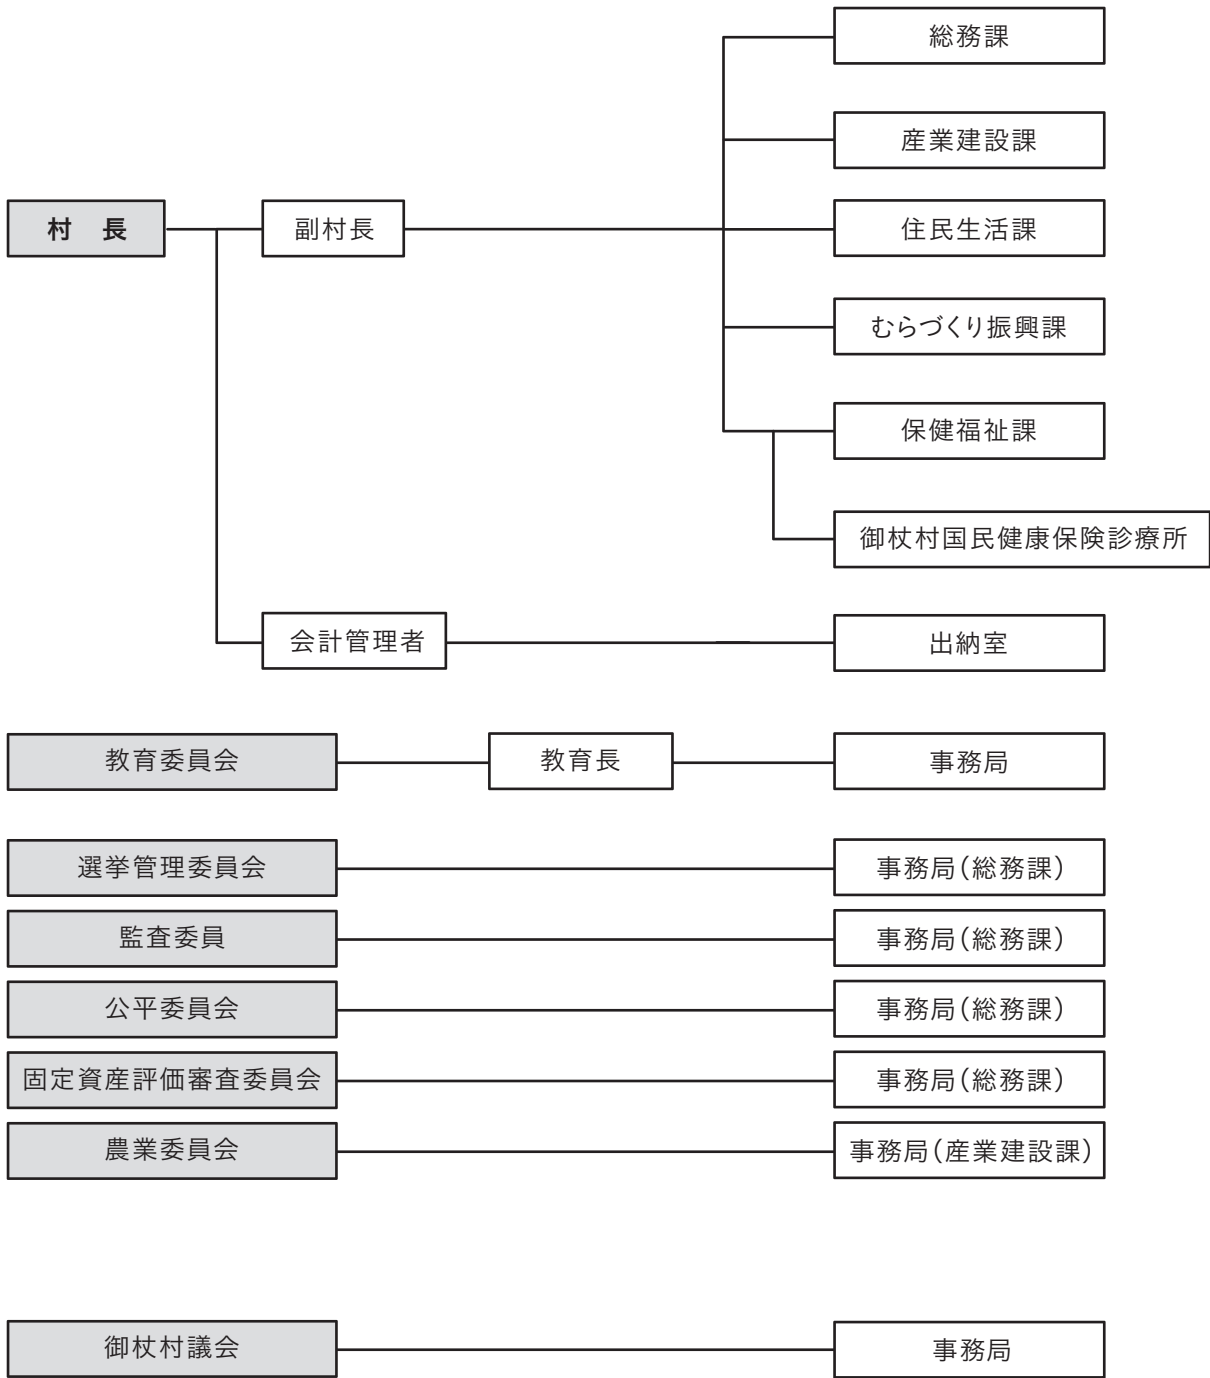 総務課
産業建設課
村　長
副村長
住民生活課
むらづくり振興課
保健福祉課
御杖村国民健康保険診療所
会計管理者
出納室
教育委員会
教育長
事務局
選挙管理委員会
事務局(総務課)
監査委員
事務局(総務課)
公平委員会
事務局(総務課)
固定資産評価審査委員会
事務局(総務課)
農業委員会
事務局(産業建設課)
御杖村議会
事務局